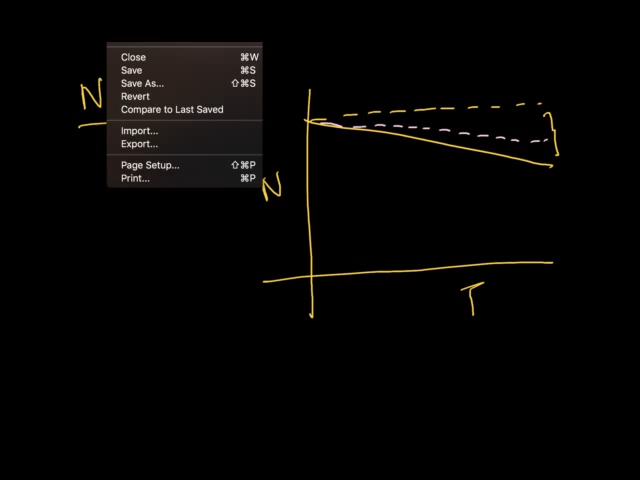 Close ⌘W
Save ⌘S
Save As... ⇧⌘S
Revert
Compare to Last Saved
Import...
Export...
Page Setup... ⇧⌘P
Print... ⌘P
N
N
T